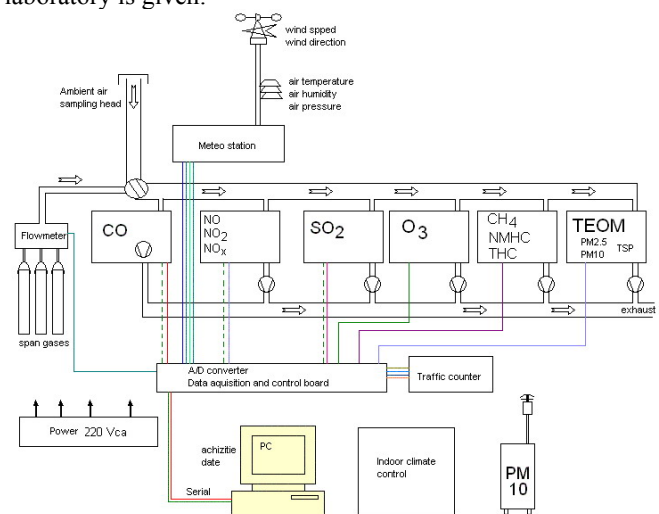 laboratory is given.
wind spped
wind direction
air temperature
air humidity
air pressure
Ambient air
sampling head
Meteo station
Flowmeter
span gases
CO
NO
NO2
NOx
SO2
O3
CH4
NMHC
THC
TEOM
PM2.5
PM10
TSP
exhaust
A/D converter
Data aquisition and control board
Traffic counter
Power 220 Vca
achizitie
date
PC
Serial
Indoor climate
control
PM
10